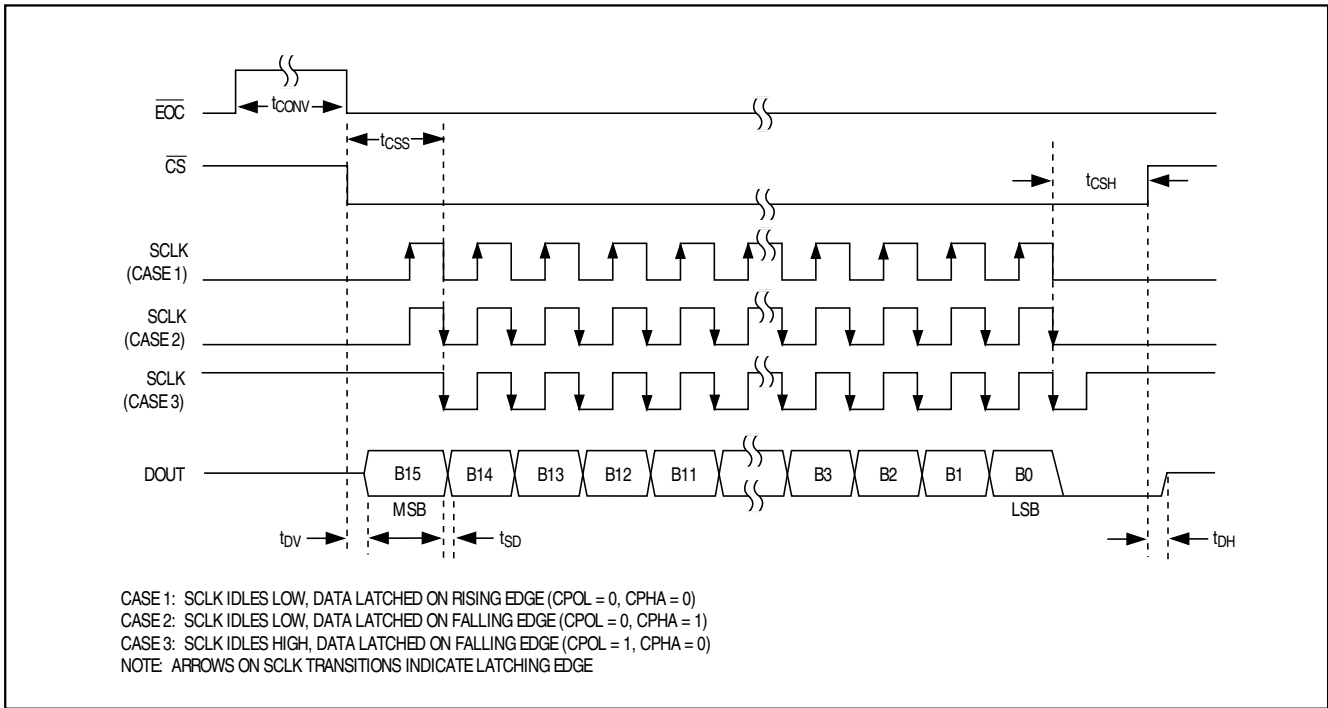 EOC
tCONV
tCSS
CS
tCSH
SCLK
(CASE 1)
SCLK
(CASE 2)
SCLK
(CASE 3)
DOUT
B15
B14
B13
B12
B11
B3
B2
B1
B0
MSB
LSB
tDV
tSD
tDH
CASE 1: SCLK IDLES LOW, DATA LATCHED ON RISING EDGE (CPOL = 0, CPHA = 0)
CASE 2: SCLK IDLES LOW, DATA LATCHED ON FALLING EDGE (CPOL = 0, CPHA = 1)
CASE 3: SCLK IDLES HIGH, DATA LATCHED ON FALLING EDGE (CPOL = 1, CPHA = 0)
NOTE: ARROWS ON SCLK TRANSITIONS INDICATE LATCHING EDGE